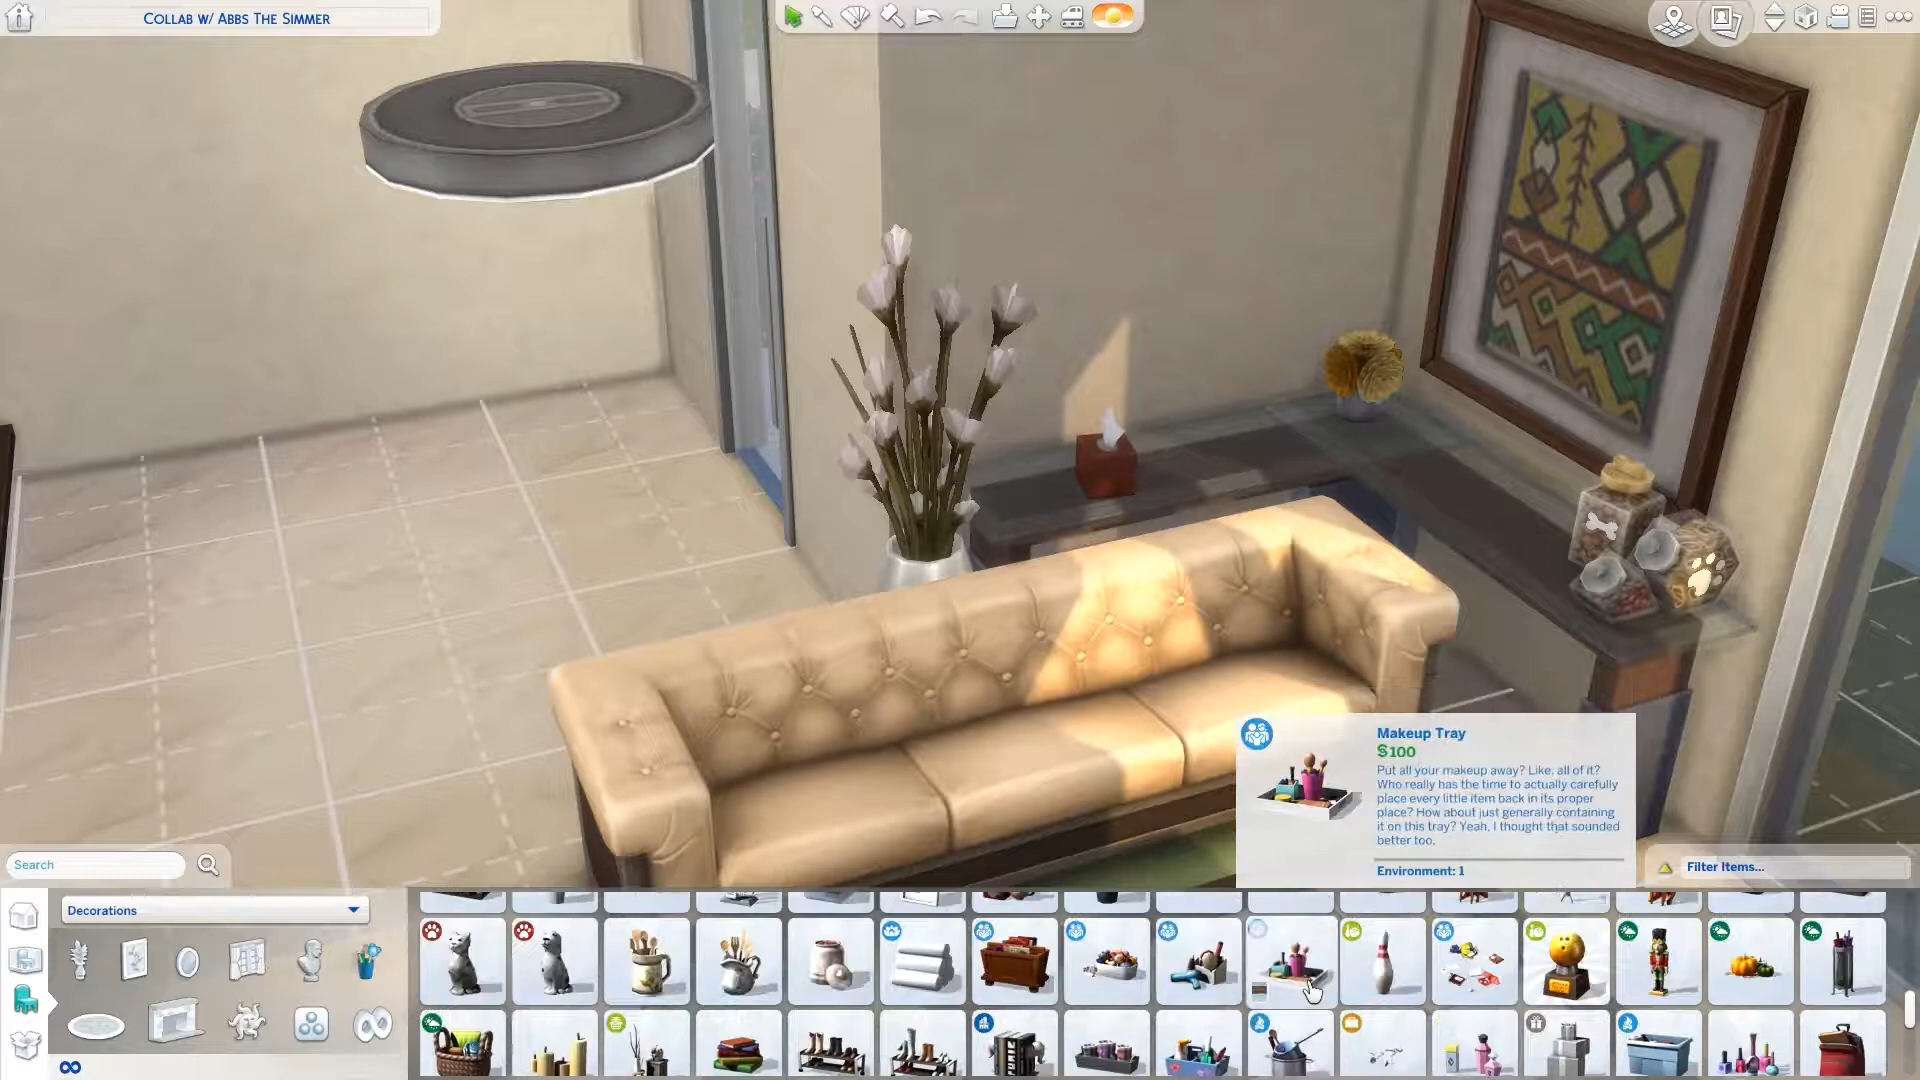 Collab w/ Abbs The Simmer
Makeup Tray
§100
Put all your makeup away? Like, all of it?
Who really has the time to actually carefully
place every little item back in its proper
place? How about just generally containing
it on this tray? Yeah, I thought that sounded
better too.
Environment: 1
Search
Filter Items...
Decorations